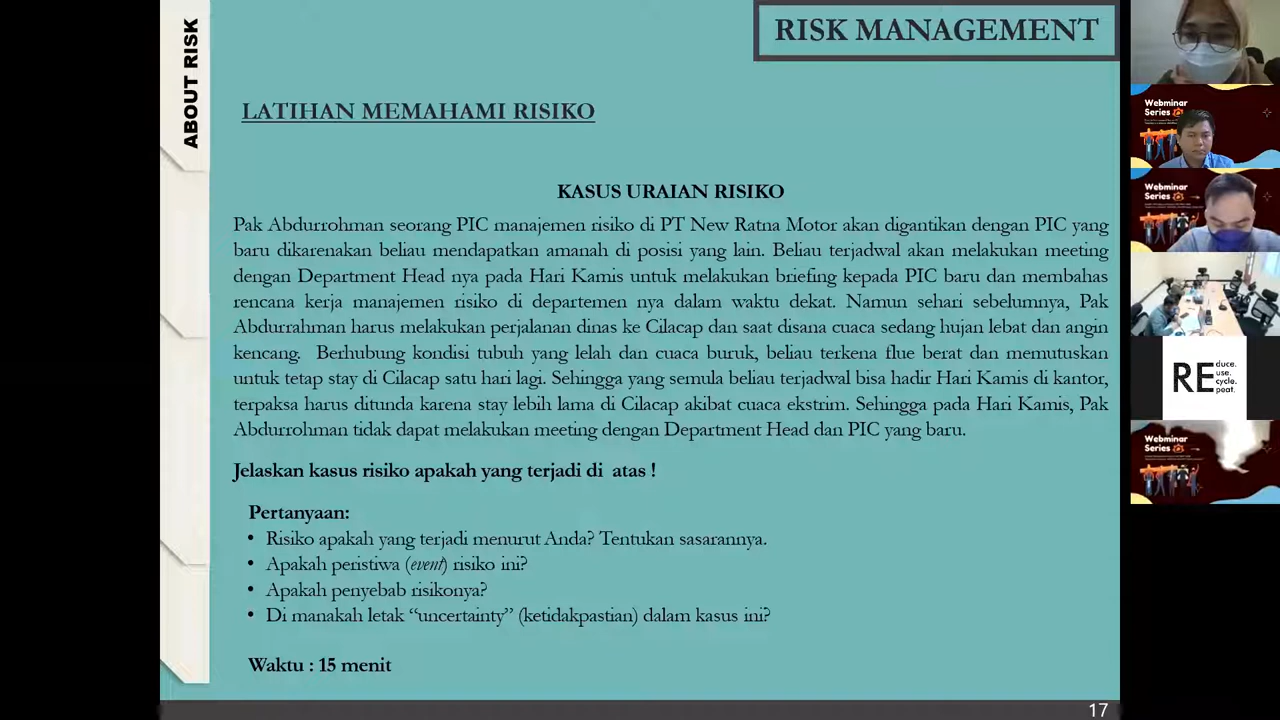 ABOUT RISK
RISK MANAGEMENT
LATIHAN MEMAHAMI RISIKO
KASUS URAIAN RISIKO
Pak Abdurrohman seorang PIC manajemen risiko di PT New Ratna Motor akan digantikan dengan PIC yang
baru dikarenakan beliau mendapatkan amanah di posisi yang lain. Beliau terjadwal akan melakukan meeting
dengan Department Head nya pada Hari Kamis untuk melakukan briefing kepada PIC baru dan membahas
rencana kerja manajemen risiko di departemen nya dalam waktu dekat. Namun sehari sebelumnya, Pak
Abdurrahman harus melakukan perjalanan dinas ke Cilacap dan saat disana cuaca sedang hujan lebat dan angin
kencang. Berhubung kondisi tubuh yang lelah dan cuaca buruk, beliau terkena flue berat dan memutuskan
untuk tetap stay di Cilacap satu hari lagi. Sehingga yang semula beliau terjadwal bisa hadir Hari Kamis di kantor,
terpaksa harus ditunda karena stay lebih lama di Cilacap akibat cuaca ekstrim. Sehingga pada Hari Kamis, Pak
Abdurrohman tidak dapat melakukan meeting dengan Department Head dan PIC yang baru.
Jelaskan kasus risiko apakah yang terjadi di atas !
Pertanyaan:
• Risiko apakah yang terjadi menurut Anda? Tentukan sasarannya.
• Apakah peristiwa (event) risiko ini?
• Apakah penyebab risikonya?
• Di manakah letak “uncertainty” (ketidakpastian) dalam kasus ini?
Waktu : 15 menit
17
Webminar
Series
Webminar
Series
RE
duce.
use.
cycle.
peat.
Webminar
Series